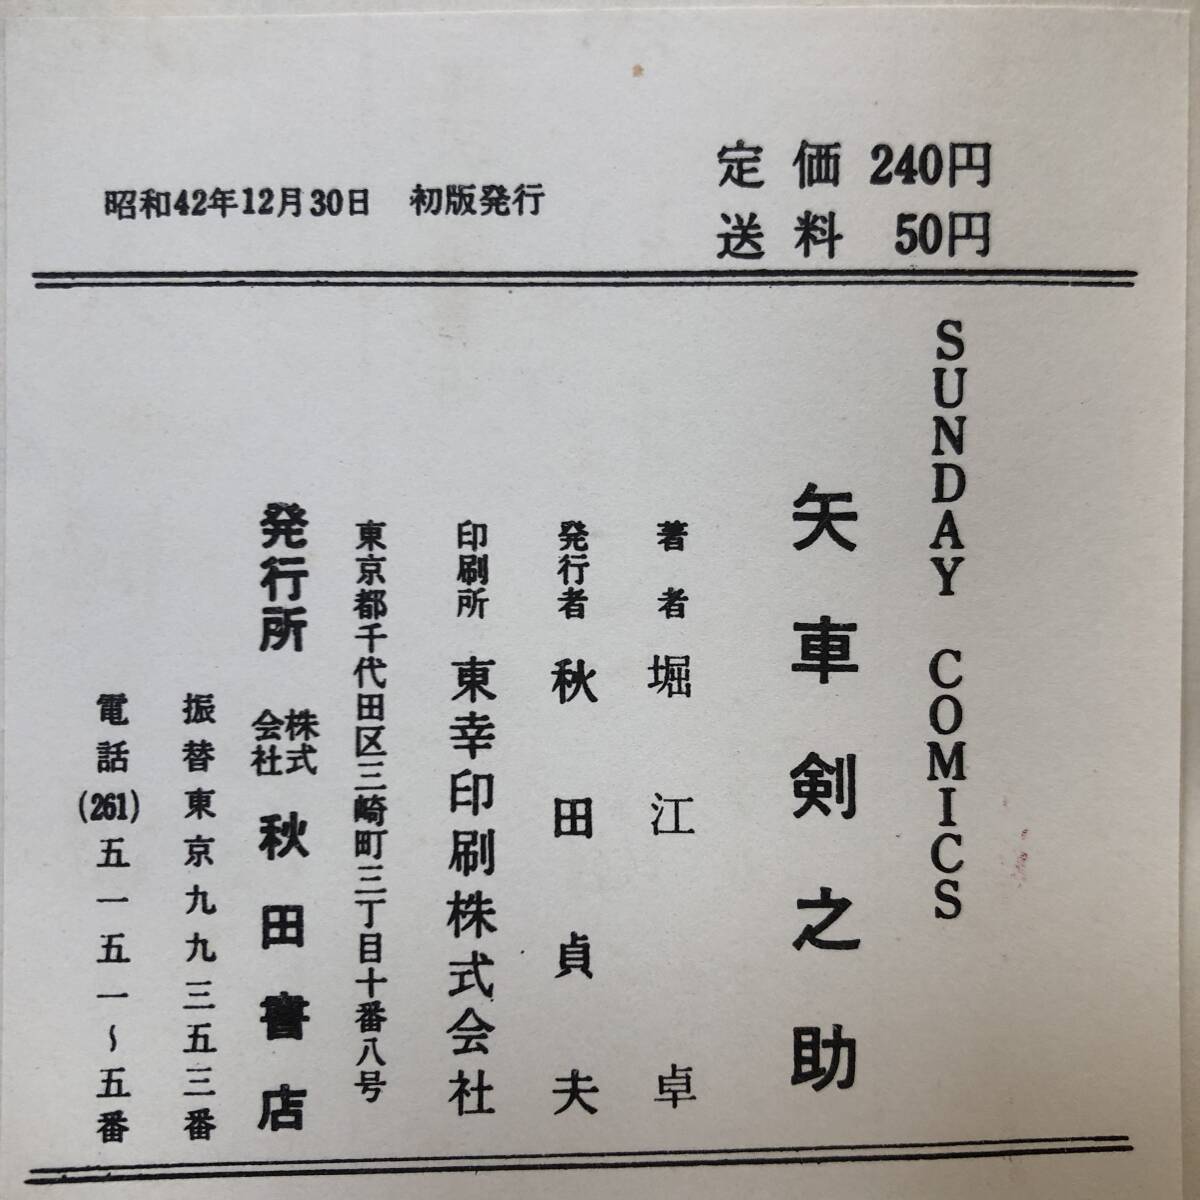 定価 240円
送料 50円
昭和42年12月30日 初版発行
SUNDAY COMICS
矢車剣之助
著者 堀江卓
発行者 秋田貞夫
印刷所 東幸印刷株式会社
東京都千代田区三崎町三丁目十番八号
発行所 株式会社 秋田書店
振替東京九九三五三番
電話(261)五一五一〜五番